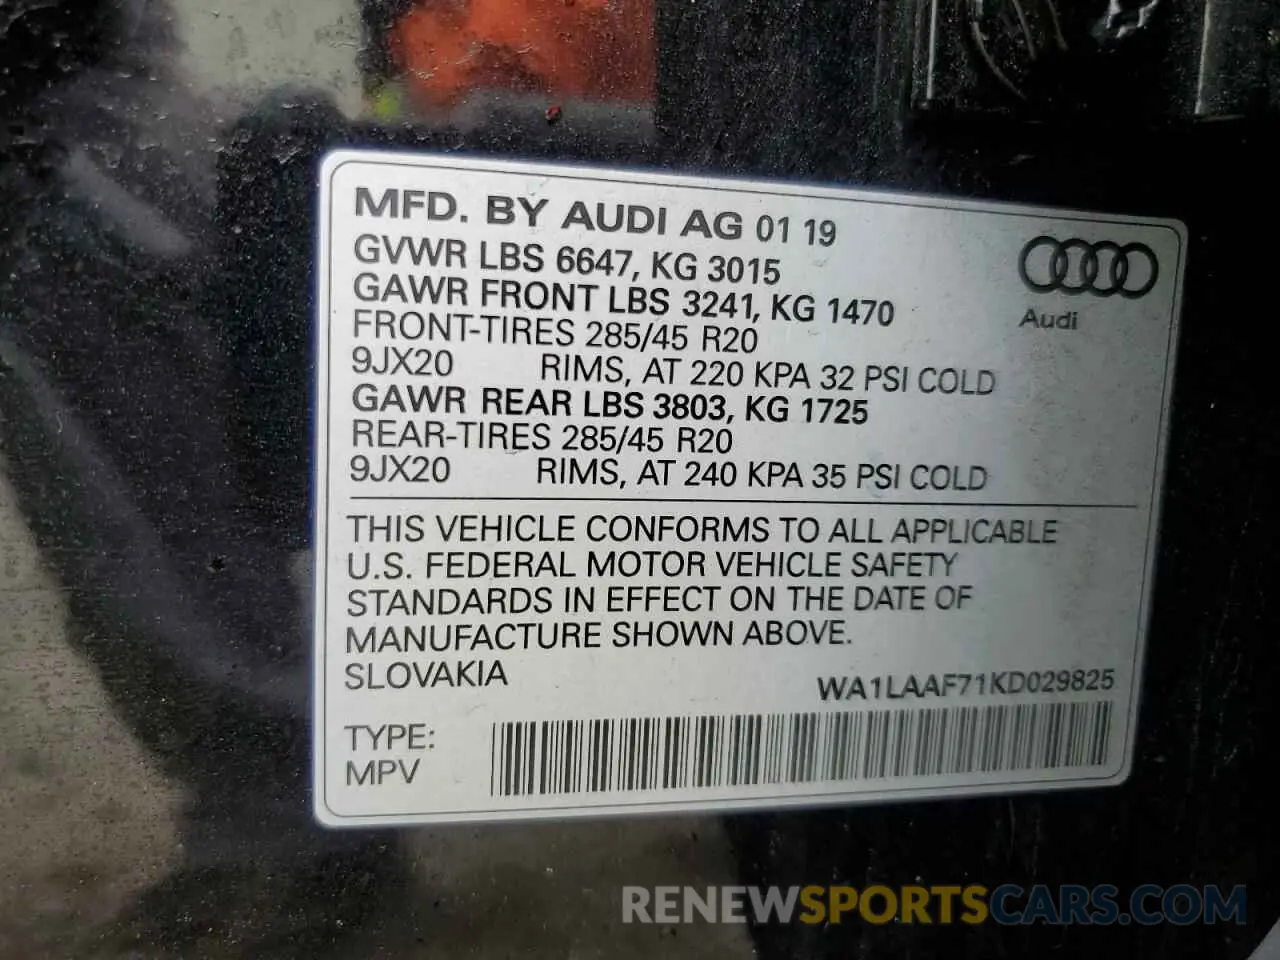 MFD. BY AUDI AG 01 19
GVWR LBS 6647, KG 3015
GAWR FRONT LBS 3241, KG 1470
FRONT-TIRES 285/45 R20
9JX20 RIMS, AT 220 KPA 32 PSI COLD
GAWR REAR LBS 3803, KG 1725
REAR-TIRES 285/45 R20
9JX20 RIMS, AT 240 KPA 35 PSI COLD
Audi
THIS VEHICLE CONFORMS TO ALL APPLICABLE
U.S. FEDERAL MOTOR VEHICLE SAFETY
STANDARDS IN EFFECT ON THE DATE OF
MANUFACTURE SHOWN ABOVE.
SLOVAKIA
WA1LAAF71KD029825
TYPE:
MPV
RENEWSPORTSCARS.COM